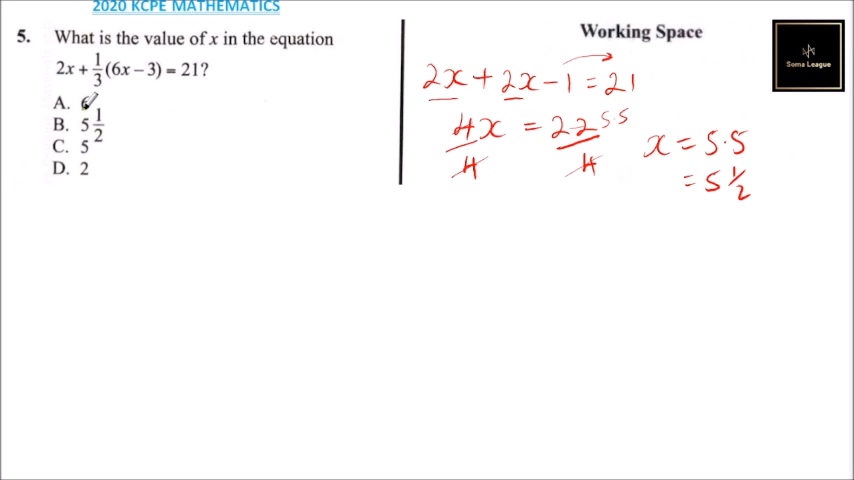 2020 KCPE MATHEMATICS
5. What is the value of x in the equation
2x + 1/3 (6x − 3) = 21?
A. 6
B. 5 1/2
C. 5
D. 2
Working Space
2x + 2x − 1 = 21
4x = 22 5.5
4 4
x = 5.5
= 5 1/2
Soma League